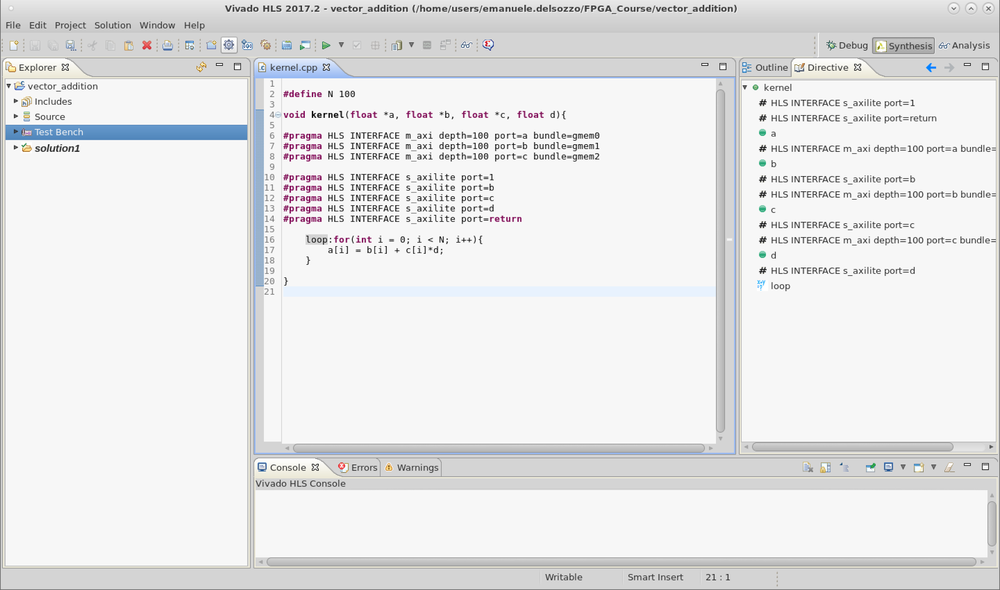 Vivado HLS 2017.2 - vector_addition (/home/users/emanuele.delsozzo/FPGA_Course/vector_addition)
File Edit Project Solution Window Help
Debug Synthesis Analysis
Explorer
vector_addition
Includes
Source
Test Bench
solution1
kernel.cpp
1
2 #define N 100
3
4 void kernel(float *a, float *b, float *c, float d){
5
6 #pragma HLS INTERFACE m_axi depth=100 port=a bundle=gmem0
7 #pragma HLS INTERFACE m_axi depth=100 port=b bundle=gmem1
8 #pragma HLS INTERFACE m_axi depth=100 port=c bundle=gmem2
9
10 #pragma HLS INTERFACE s_axilite port=1
11 #pragma HLS INTERFACE s_axilite port=b
12 #pragma HLS INTERFACE s_axilite port=c
13 #pragma HLS INTERFACE s_axilite port=d
14 #pragma HLS INTERFACE s_axilite port=return
15
16 loop:for(int i = 0; i < N; i++){
17 a[i] = b[i] + c[i]*d;
18 }
19
20 }
21
Outline Directive
kernel
# HLS INTERFACE s_axilite port=1
# HLS INTERFACE s_axilite port=return
a
# HLS INTERFACE m_axi depth=100 port=a bundle=
b
# HLS INTERFACE s_axilite port=b
# HLS INTERFACE m_axi depth=100 port=b bundle=
c
# HLS INTERFACE s_axilite port=c
# HLS INTERFACE m_axi depth=100 port=c bundle=
d
# HLS INTERFACE s_axilite port=d
loop
Console Errors Warnings
Vivado HLS Console
Writable Smart Insert 21 : 1